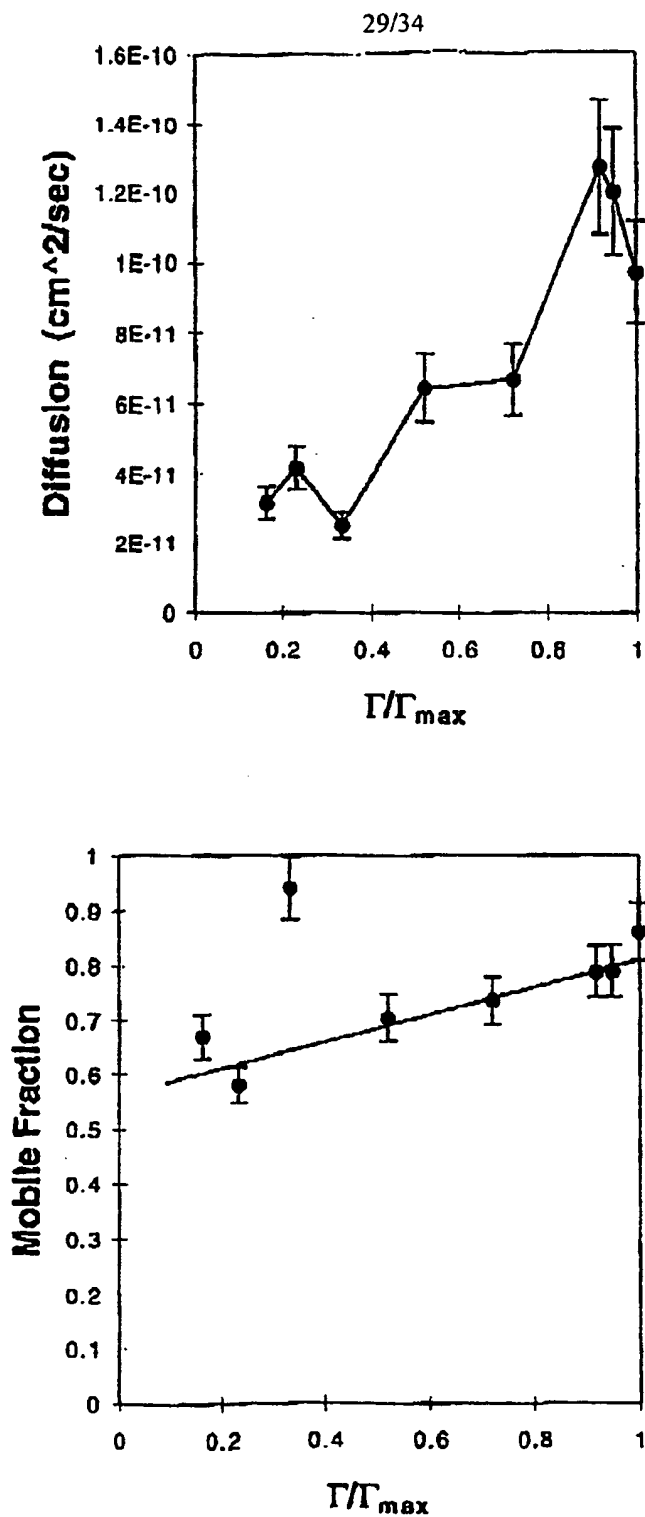 29/34
1.6E-10
1.4E-10
1.2E-10
1E-10
8E-11
6E-11
4E-11
2E-11
0
Diffusion (cm^2/sec)
0 0.2 0.4 0.6 0.8 1
Γ/Γmax
1
0.9
0.8
0.7
0.6
0.5
0.4
0.3
0.2
0.1
0
Mobile Fraction
0 0.2 0.4 0.6 0.8 1
Γ/Γmax